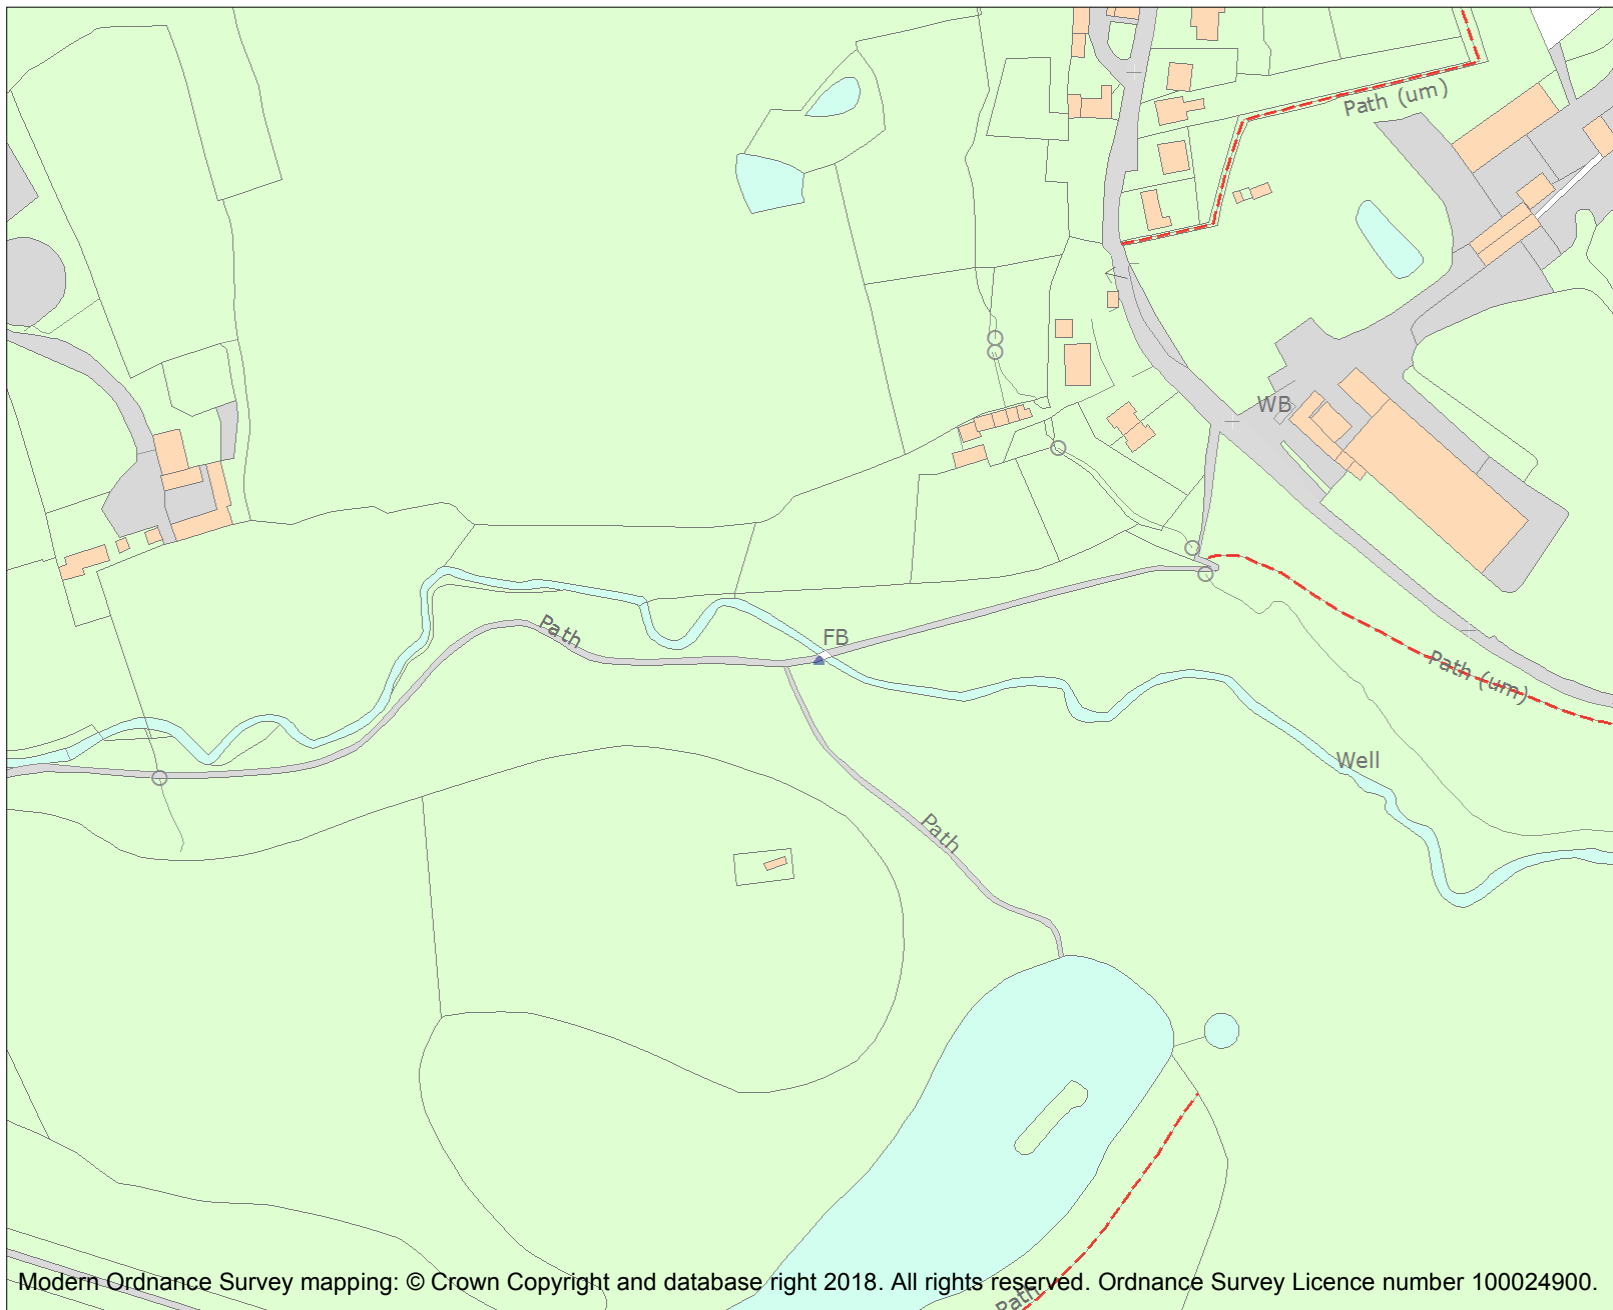 Path (um)
WB
Path
FB
Path (um)
Well
Path
Path
Modern Ordnance Survey mapping: © Crown Copyright and database right 2018. All rights reserved. Ordnance Survey Licence number 100024900.